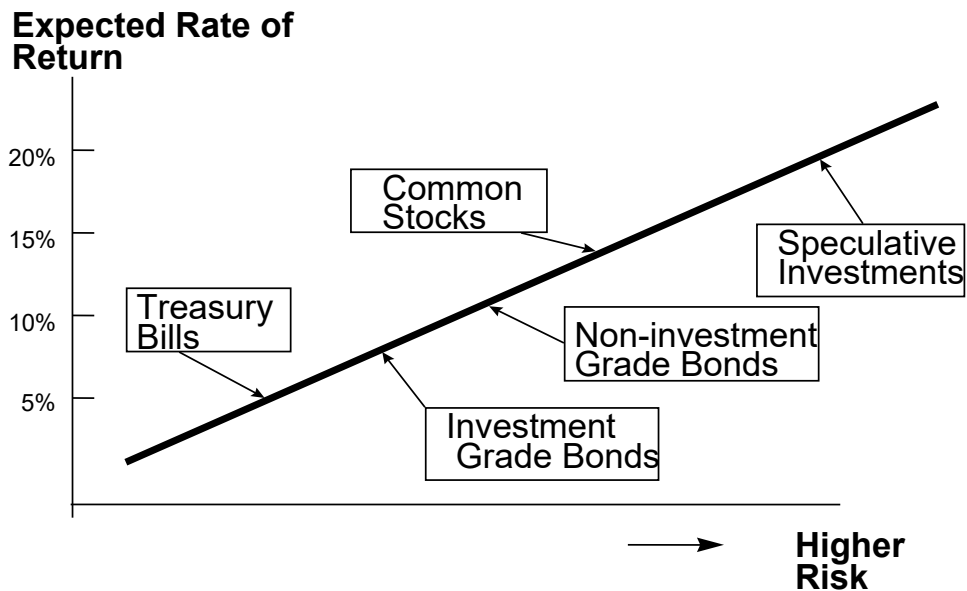 Expected Rate of
Return
20%
15%
10%
5%
Common
Stocks
Speculative
Investments
Treasury
Bills
Non-investment
Grade Bonds
Investment
Grade Bonds
Higher
Risk